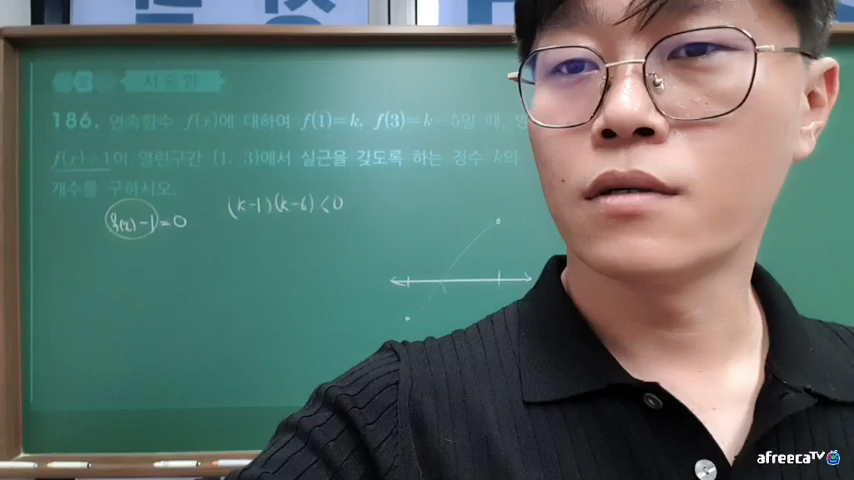 서술형
186. 연속함수 f(x)에 대하여 f(1)=k, f(3)=k-5일 때, 방
f(x)=1이 열린구간 (1, 3)에서 실근을 갖도록 하는 정수 k의
개수를 구하시오.
f(x)-1=0 (k-1)(k-6)<0
afreecaTV